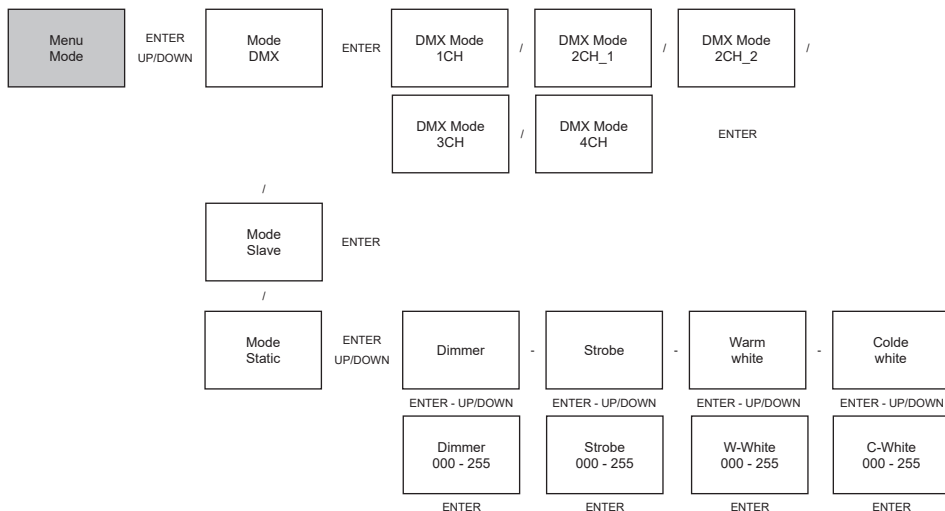 Menu
Mode
ENTER
UP/DOWN
Mode
DMX
ENTER
DMX Mode
1CH
/
DMX Mode
2CH_1
/
DMX Mode
2CH_2
/
DMX Mode
3CH
/
DMX Mode
4CH
ENTER
/
Mode
Slave
ENTER
/
Mode
Static
ENTER
UP/DOWN
Dimmer
-
Strobe
-
Warm
white
-
Colde
white
ENTER - UP/DOWN
ENTER - UP/DOWN
ENTER - UP/DOWN
ENTER - UP/DOWN
Dimmer
000 - 255
Strobe
000 - 255
W-White
000 - 255
C-White
000 - 255
ENTER
ENTER
ENTER
ENTER